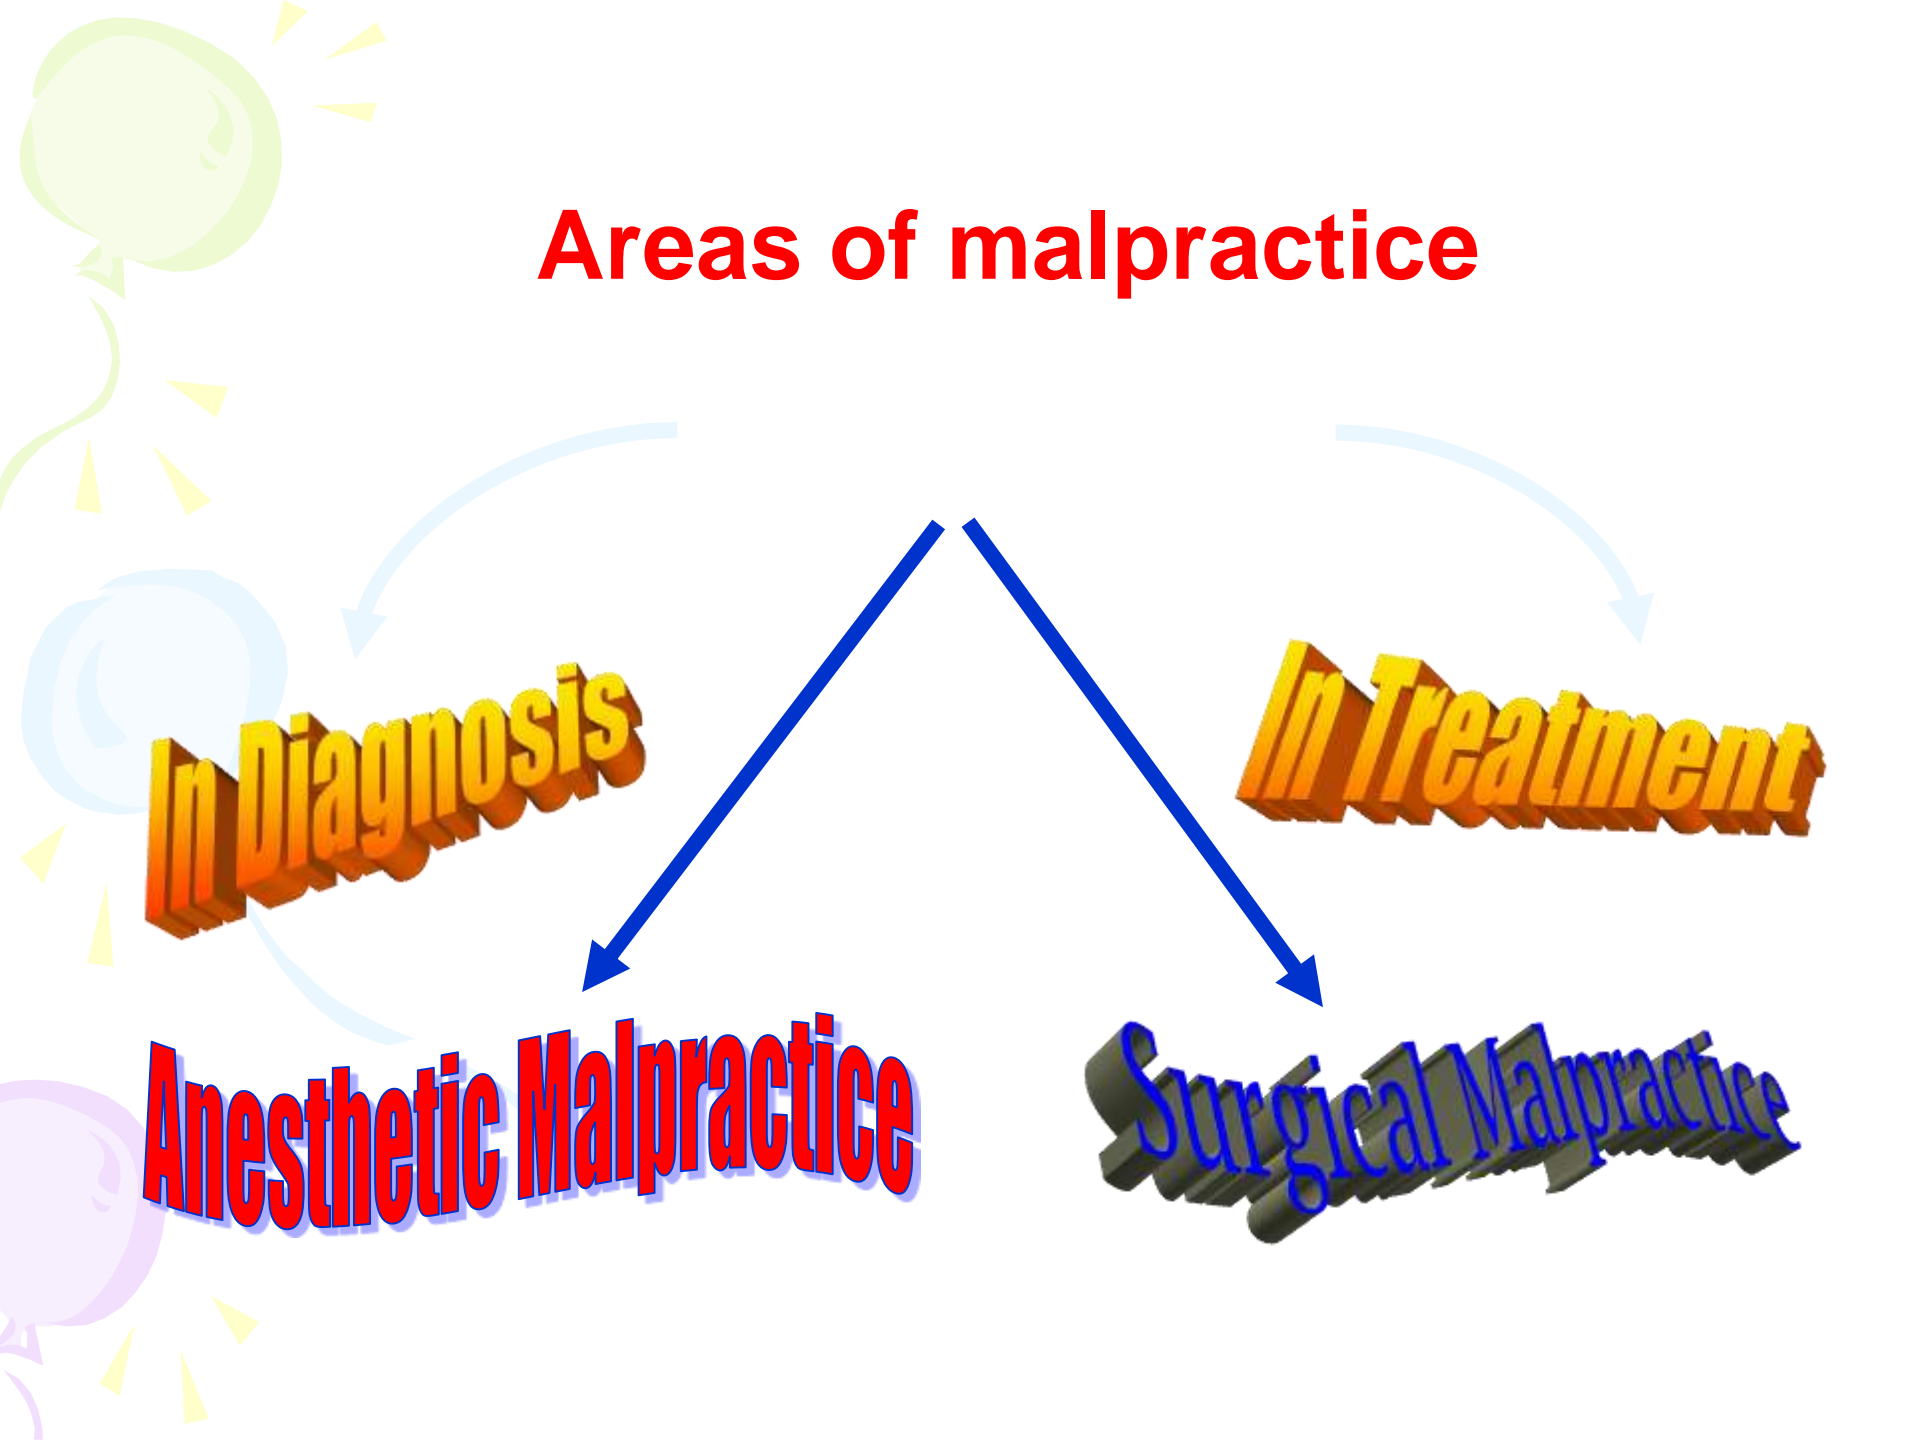 Areas of malpractice
In Diagnosis
In Treatment
Anesthetic Malpractice
Surgical Malpractice